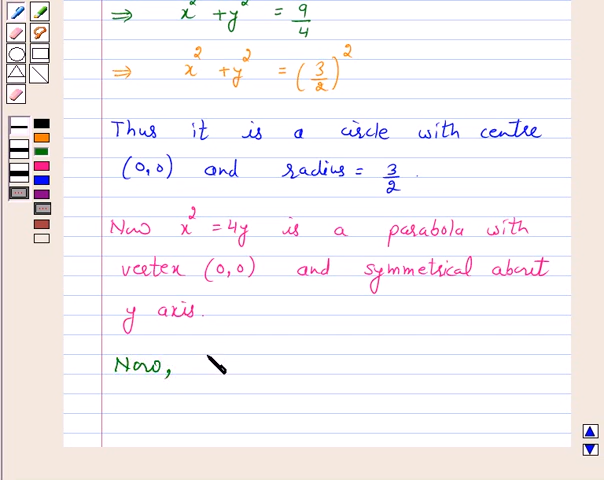 ⇒ x² + y² = 9/4
⇒ x² + y² = (3/2)²
Thus it is a circle with centre
(0,0) and radius = 3/2.
Now x² = 4y is a parabola with
vertex (0,0) and symmetrical about
y axis.
Now,